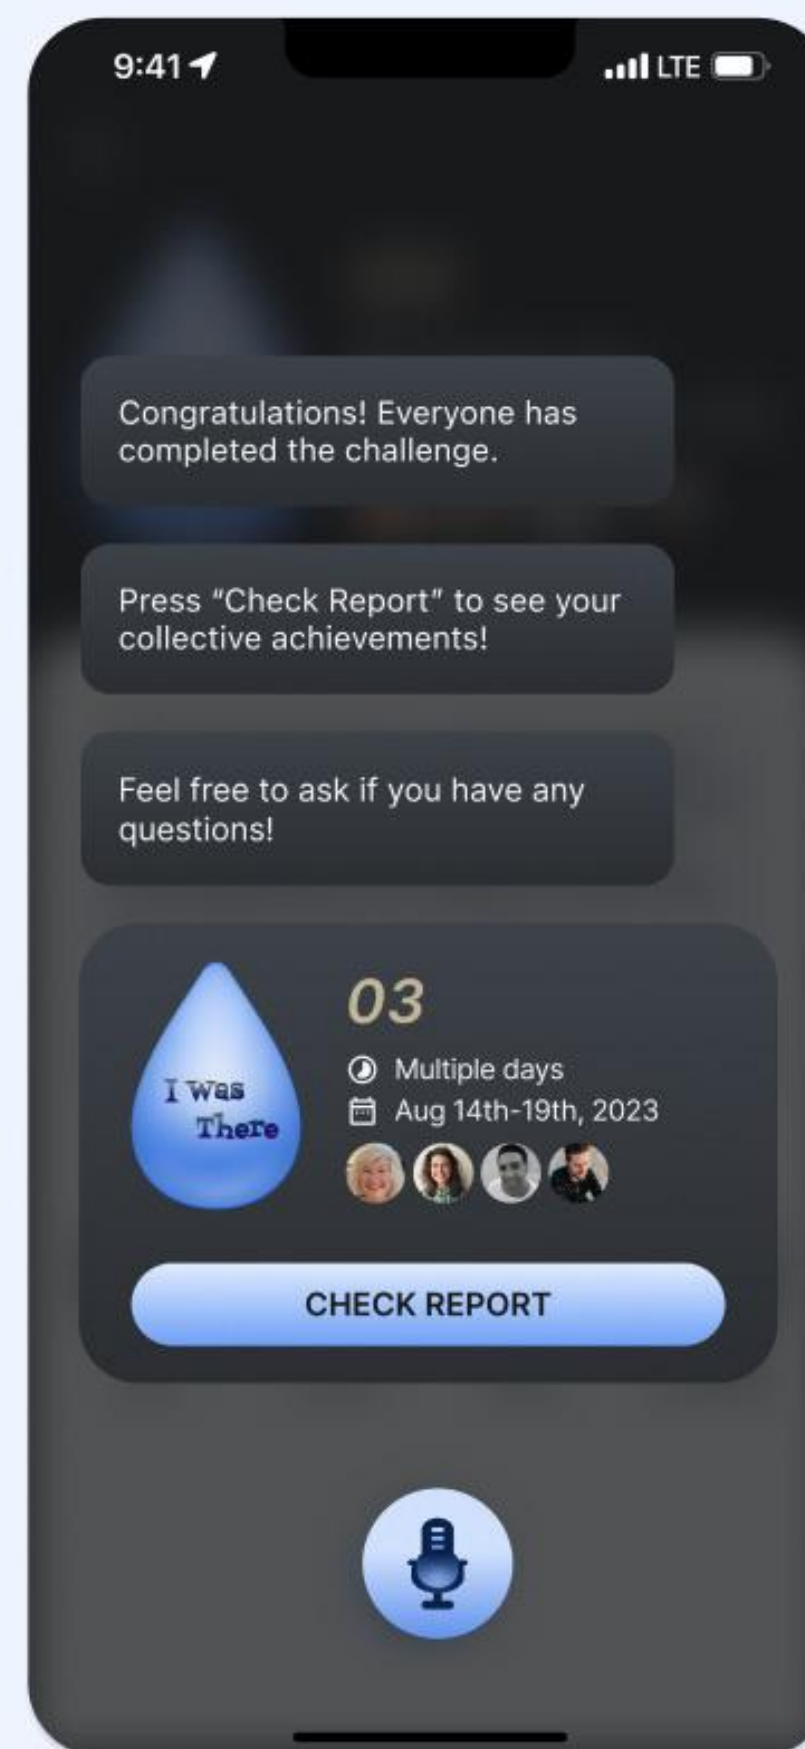 9:41 LTE
Congratulations! Everyone has
completed the challenge.
Press “Check Report” to see your
collective achievements!
Feel free to ask if you have any
questions!
03
I Was
There
Multiple days
Aug 14th-19th, 2023
CHECK REPORT